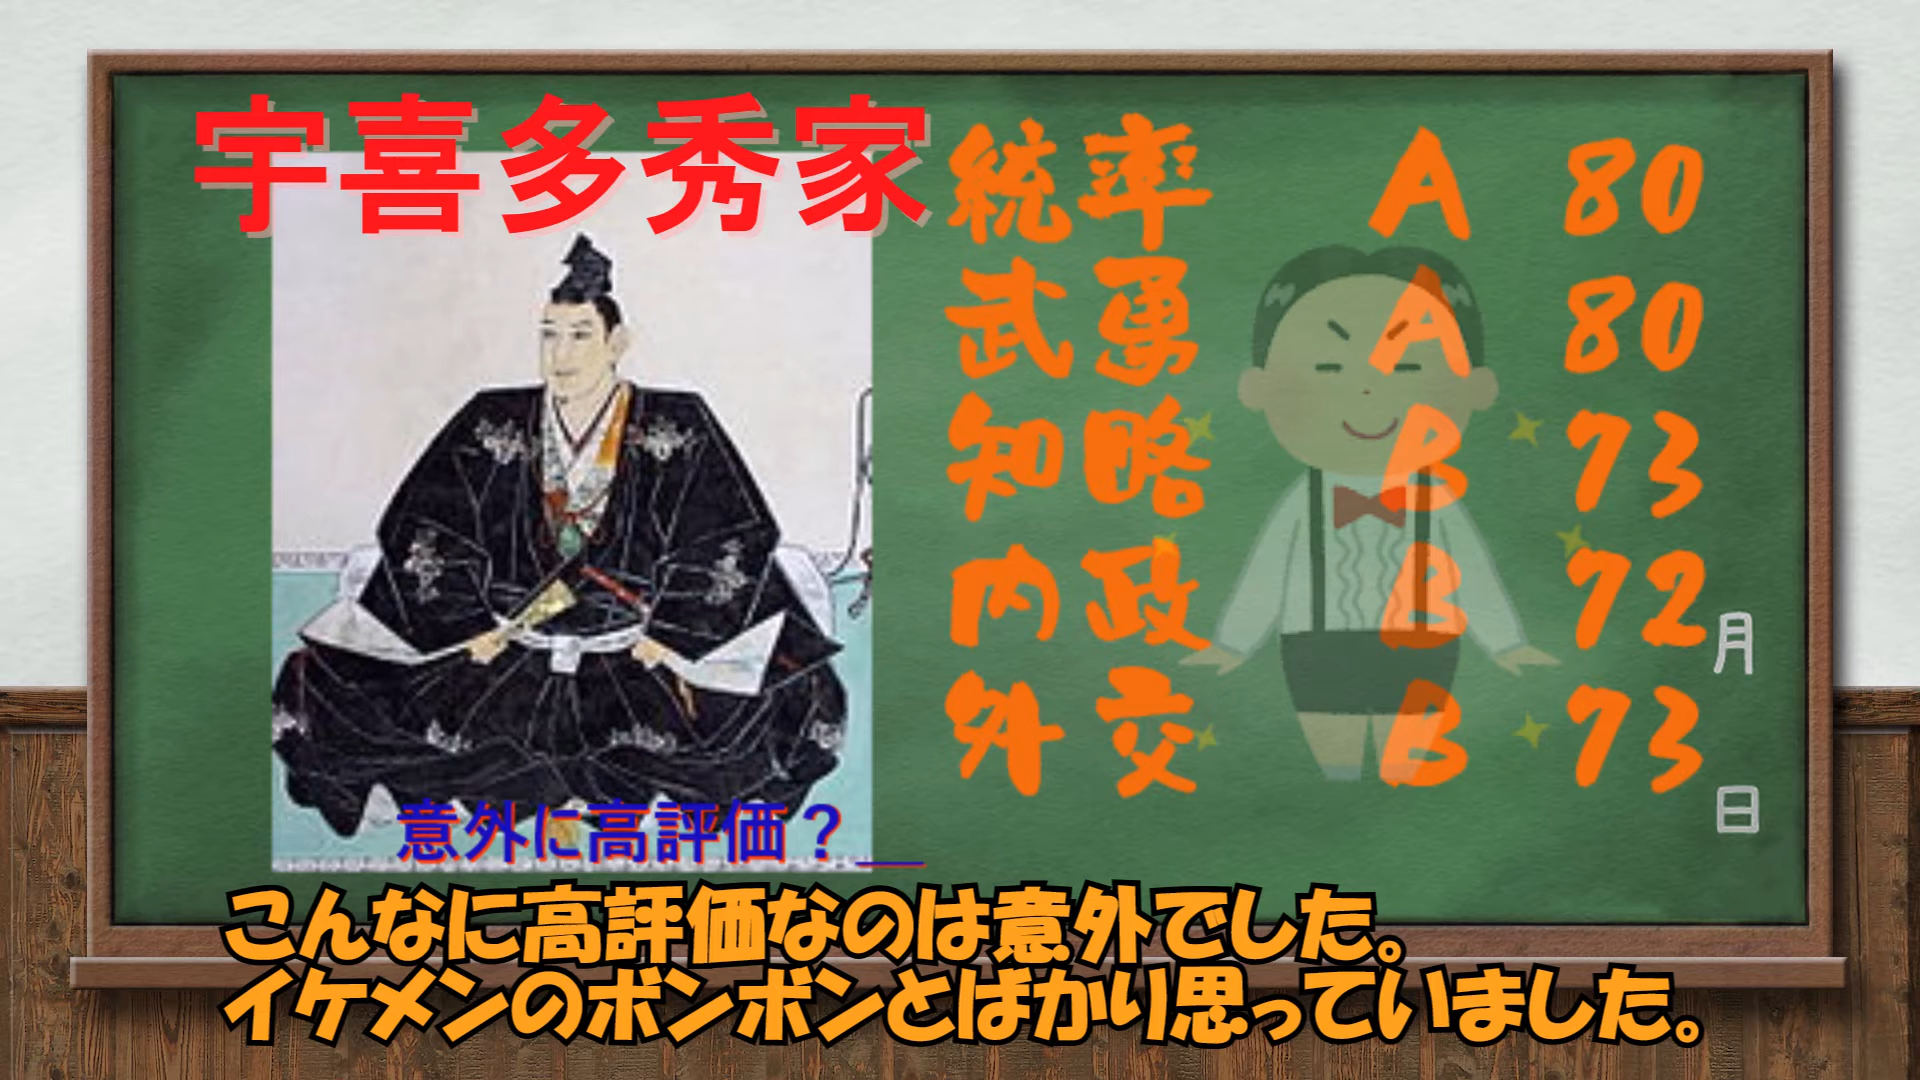 宇喜多秀家
統率 A 80
武勇 A 80
知略 B 73
内政 B 72
外交 B 73
月
日
意外に高評価？__
こんなに高評価なのは意外でした。
イケメンのボンボンとばかり思っていました。